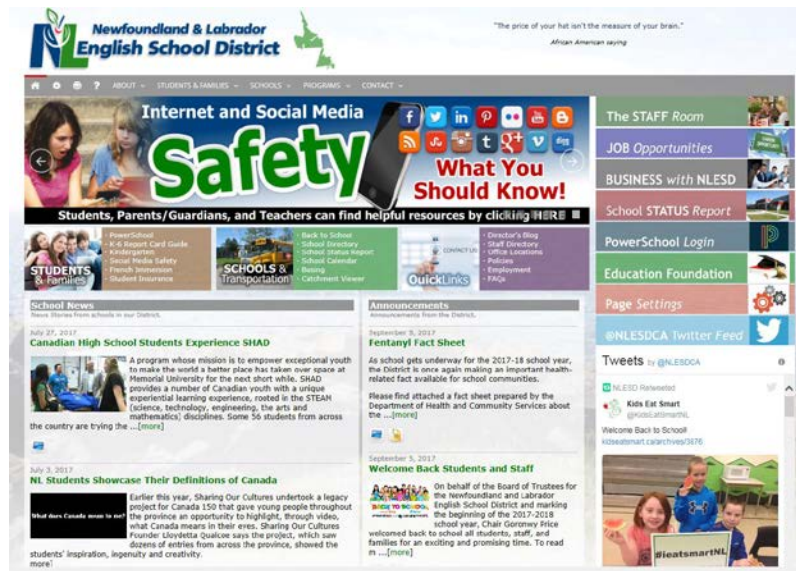 Newfoundland & Labrador
English School District
"The price of your hat isn't the measure of your brain."
African American saying
ABOUT
STUDENTS & FAMILIES
SCHOOLS
PROGRAMS
CONTACT
Internet and Social Media
Safety
What You
Should Know!
Students, Parents/Guardians, and Teachers can find helpful resources by clicking HERE
The STAFF Room
JOB Opportunities
BUSINESS with NLESD
School STATUS Report
PowerSchool Login
Education Foundation
Page Settings
@NLESDCA Twitter Feed
STUDENTS
& Families
PowerSchool
K-6 Report Card Guide
Kindergarten
Social Media Safety
French Immersion
Student Insurance
SCHOOLS &
Transportation
Back to School
School Directory
School Status Report
School Calendar
Busing
Catchment Viewer
CONTACT US
QuickLinks
Director's Blog
Staff Directory
Office Locations
Policies
Employment
FAQs
School News
News Stories from schools in our District.
July 27, 2017
Canadian High School Students Experience SHAD
A program whose mission is to empower exceptional youth
to make the world a better place has taken over space at
Memorial University for the next short while. SHAD
provides a number of Canadian youth with a unique
experiential learning experience, rooted in the STEAM
(science, technology, engineering, the arts and
mathematics) disciplines. Some 56 students from across
the country are trying the ...[more]
July 3, 2017
NL Students Showcase Their Definitions of Canada
What does Canada mean to me?
Earlier this year, Sharing Our Cultures undertook a legacy
project for Canada 150 that gave young people throughout
the province an opportunity to highlight, through video,
what Canada means in their eyes. Sharing Our Cultures
Founder Lloydetta Quaicoe says the project, which saw
dozens of entries from across the province, showed the
students' inspiration, ingenuity and creativity.
more]
Announcements
Announcements from the District.
September 5, 2017
Fentanyl Fact Sheet
As school gets underway for the 2017-18 school year,
the District is once again making an important health-
related fact available for school communities.
Please find attached a fact sheet prepared by the
Department of Health and Community Services about
the ...[more]
September 5, 2017
Welcome Back Students and Staff
BACK TO SCHOOL
On behalf of the Board of Trustees for
the Newfoundland and Labrador
English School District and marking
the beginning of the 2017-2018
school year, Chair Goronwy Price
welcomed back to school all students, staff, and
families for an exciting and promising time. To read
m ...[more]
Tweets by @NLESDCA
NLESD Retweeted
Kids Eat Smart
@KidsEatSmartNL
Welcome Back to School!
kidseatsmart.ca/archives/3676
#ieatsmartNL